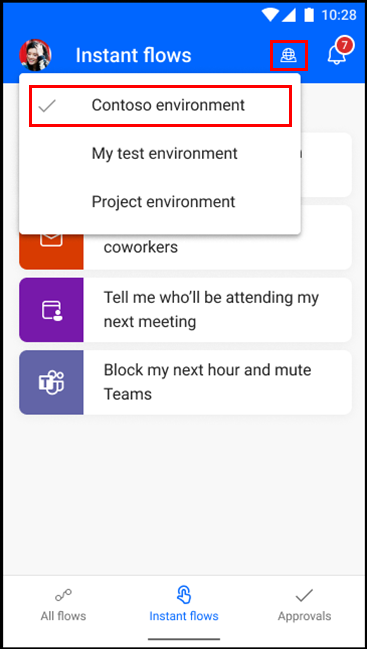 10:28
Instant flows
7
Contoso environment
My test environment
Project environment
coworkers
Tell me who'll be attending my
next meeting
Block my next hour and mute
Teams
All flows
Instant flows
Approvals